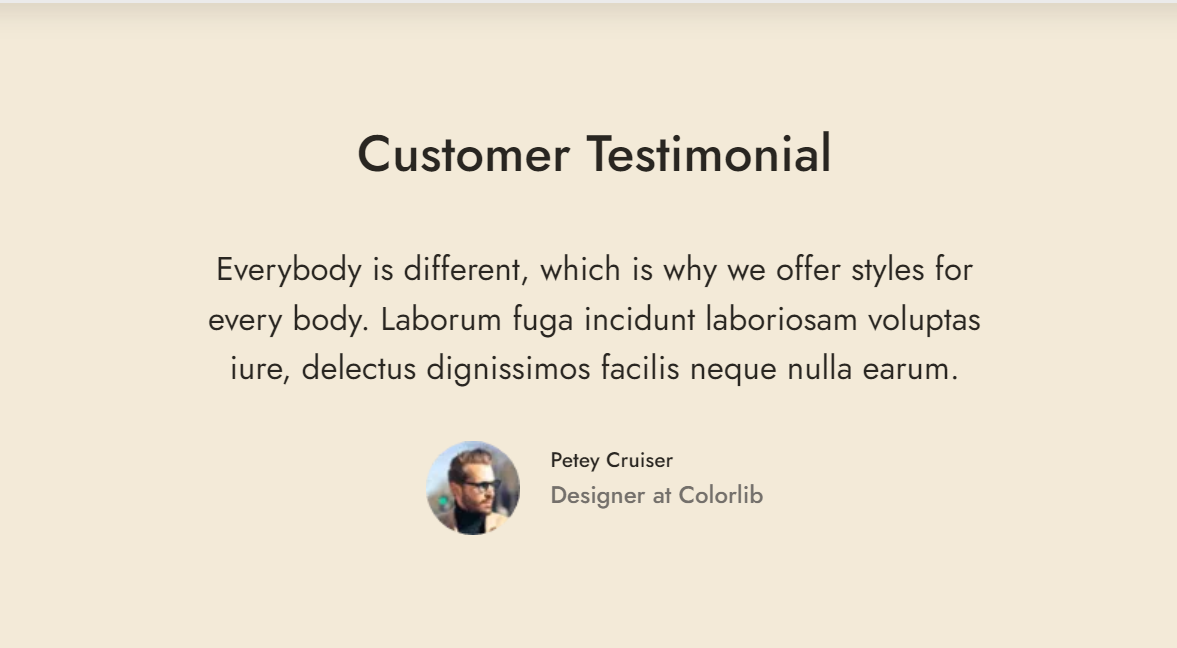 Customer Testimonial
Everybody is different, which is why we offer styles for
every body. Laborum fuga incidunt laboriosam voluptas
iure, delectus dignissimos facilis neque nulla earum.
Petey Cruiser
Designer at Colorlib